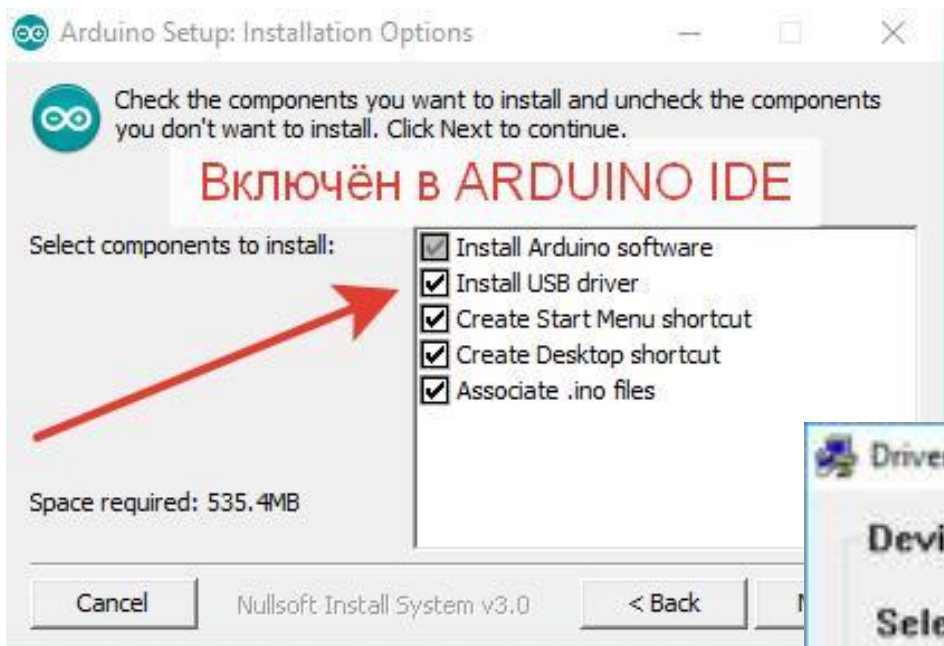 Arduino Setup: Installation Options
Check the components you want to install and uncheck the components
you don't want to install. Click Next to continue.
Включён в ARDUINO IDE
Select components to install:
Install Arduino software
Install USB driver
Create Start Menu shortcut
Create Desktop shortcut
Associate .ino files
Space required: 535.4MB
Cancel
Nullsoft Install System v3.0
< Back